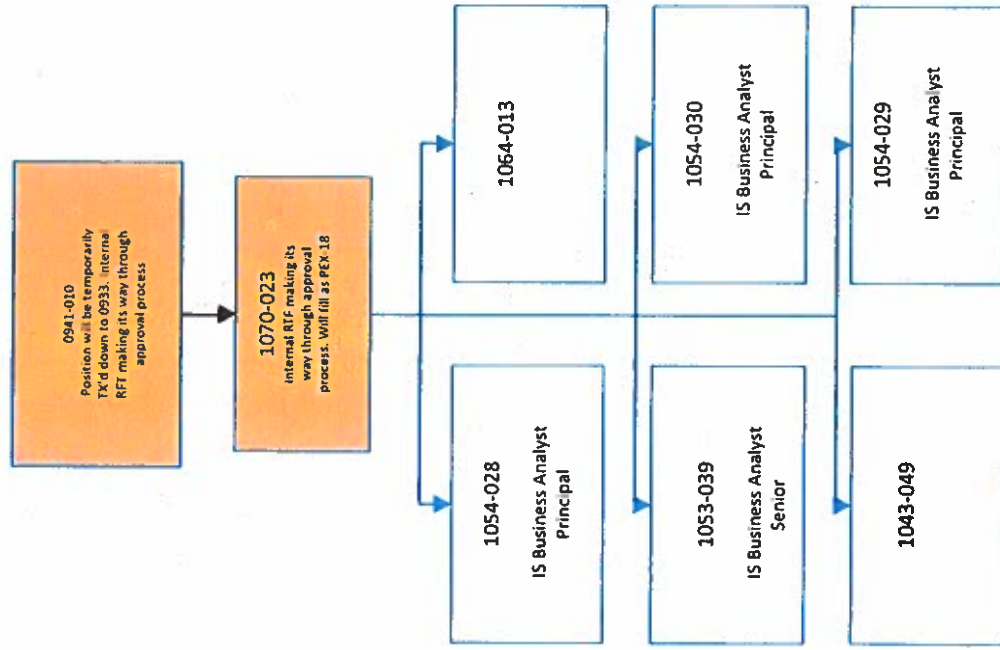 0941-010
Position will be temporarily
TX'd down to 0933. Internal
RFT making its way through
approval process
1070-023
Internal RTF making its
way through approval
process. Will fill as PEX-18
1054-028
IS Business Analyst
Principal
1064-013
1053-039
IS Business Analyst
Senior
1054-030
IS Business Analyst
Principal
1043-049
1054-029
IS Business Analyst
Principal